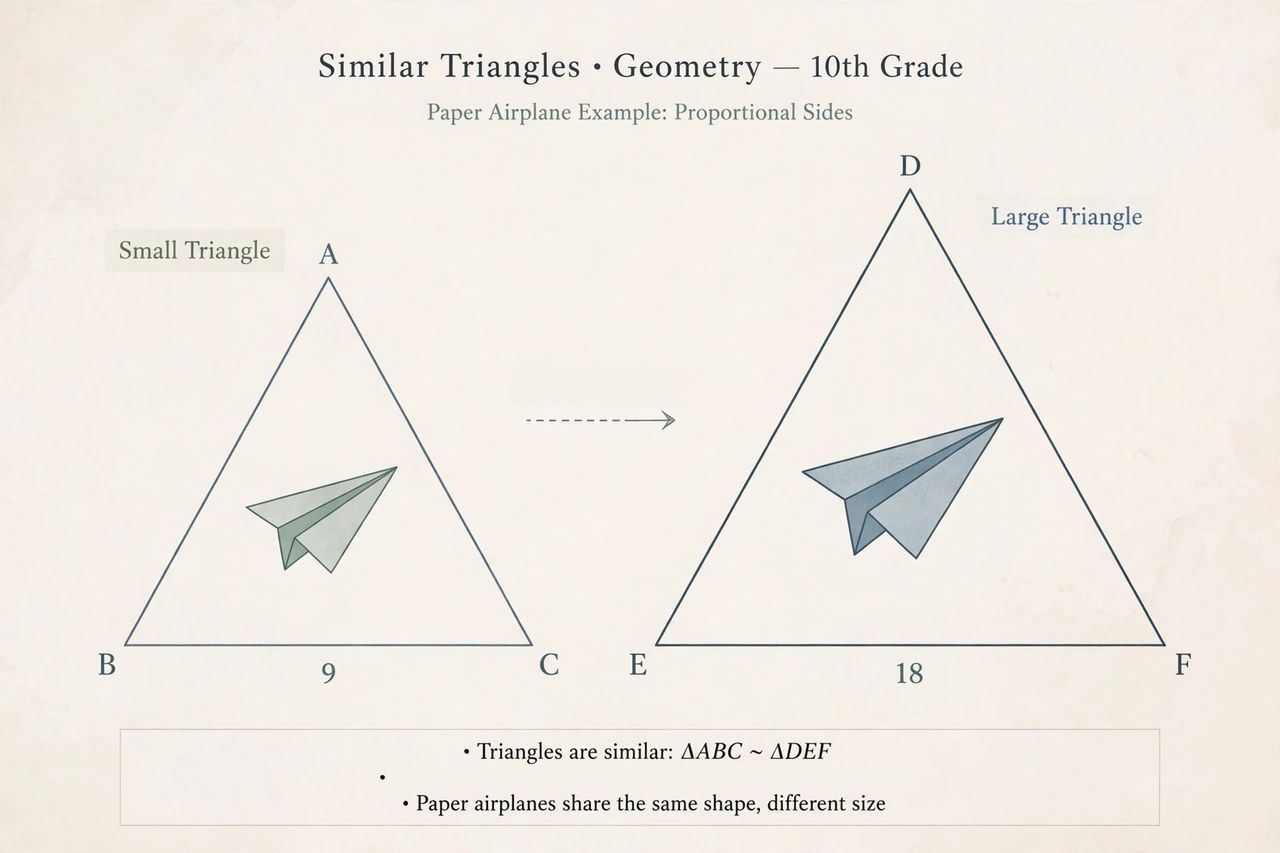 Similar Triangles • Geometry — 10th Grade
Paper Airplane Example: Proportional Sides
D
Large Triangle
Small Triangle
A
B
9
C
E
18
F
• Triangles are similar: ΔABC ~ ΔDEF
•
• Paper airplanes share the same shape, different size